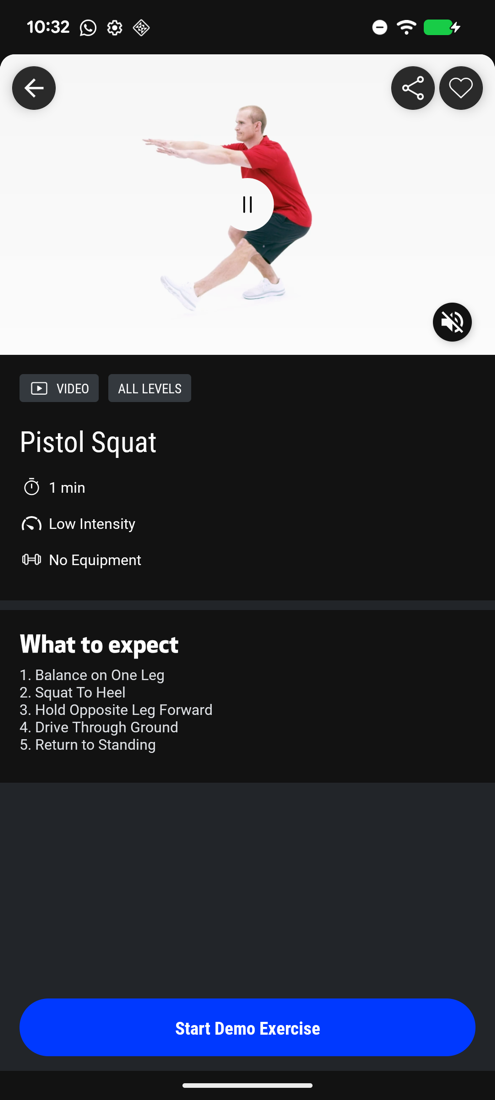 10:32
VIDEO
ALL LEVELS
Pistol Squat
1 min
Low Intensity
No Equipment
What to expect
1. Balance on One Leg
2. Squat To Heel
3. Hold Opposite Leg Forward
4. Drive Through Ground
5. Return to Standing
Start Demo Exercise